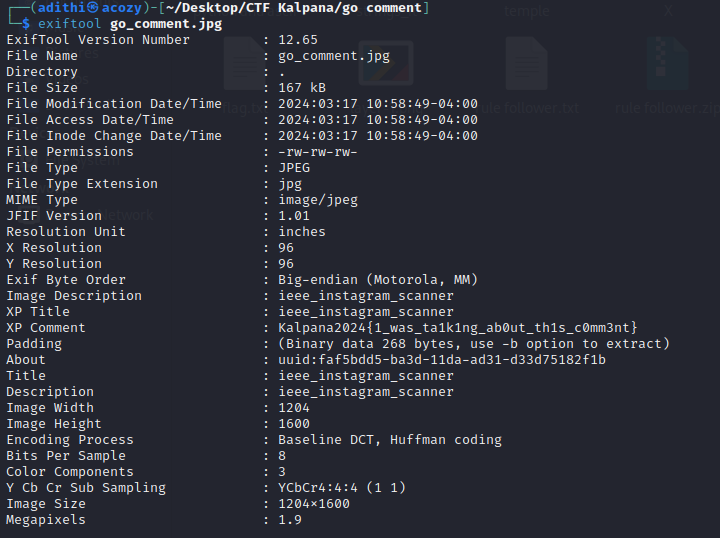 ┌──(adithi㉿acozy)-[~/Desktop/CTF Kalpana/go comment]
└─$ exiftool go_comment.jpg
ExifTool Version Number : 12.65
File Name : go_comment.jpg
Directory : .
File Size : 167 kB
File Modification Date/Time : 2024:03:17 10:58:49-04:00
File Access Date/Time : 2024:03:17 10:58:49-04:00
File Inode Change Date/Time : 2024:03:17 10:58:49-04:00
File Permissions : -rw-rw-rw-
File Type : JPEG
File Type Extension : jpg
MIME Type : image/jpeg
JFIF Version : 1.01
Resolution Unit : inches
X Resolution : 96
Y Resolution : 96
Exif Byte Order : Big-endian (Motorola, MM)
Image Description : ieee_instagram_scanner
XP Title : ieee_instagram_scanner
XP Comment : Kalpana2024{1_was_ta1k1ng_ab0ut_th1s_c0mm3nt}
Padding : (Binary data 268 bytes, use -b option to extract)
About : uuid:faf5bdd5-ba3d-11da-ad31-d33d75182f1b
Title : ieee_instagram_scanner
Description : ieee_instagram_scanner
Image Width : 1204
Image Height : 1600
Encoding Process : Baseline DCT, Huffman coding
Bits Per Sample : 8
Color Components : 3
Y Cb Cr Sub Sampling : YCbCr4:4:4 (1 1)
Image Size : 1204×1600
Megapixels : 1.9